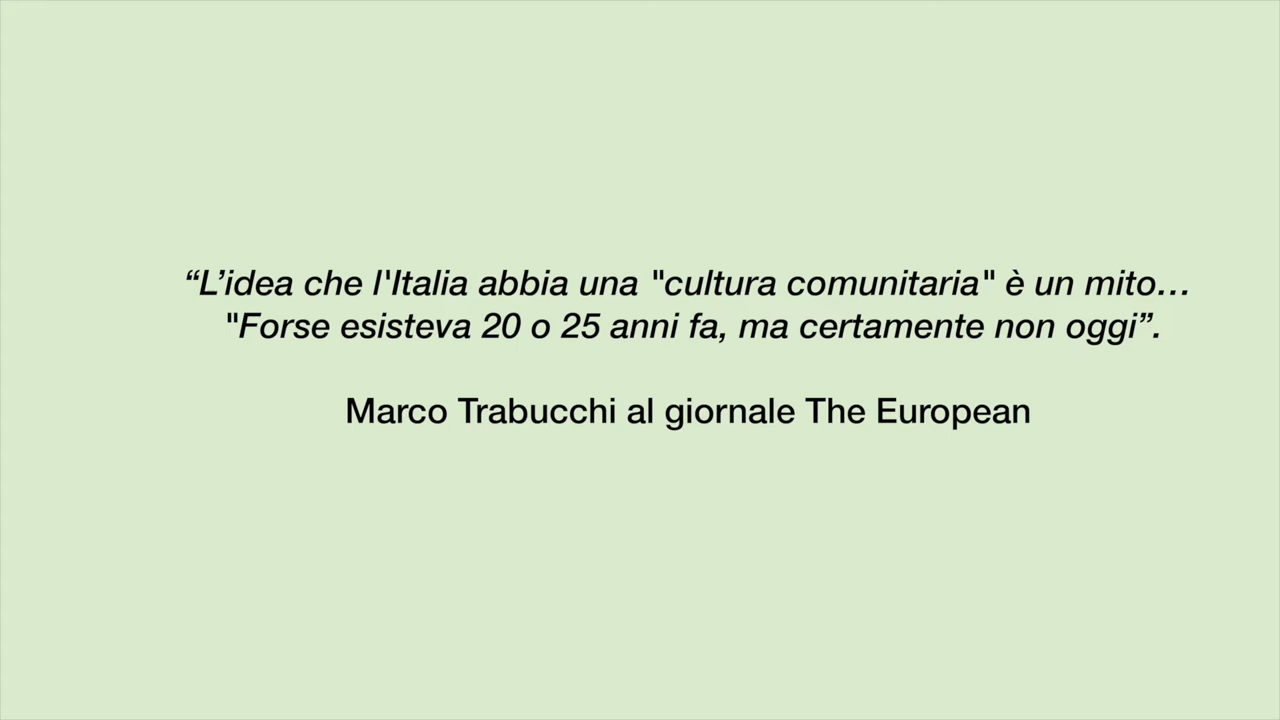 “L’idea che l'Italia abbia una "cultura comunitaria" è un mito…
"Forse esisteva 20 o 25 anni fa, ma certamente non oggi”.
Marco Trabucchi al giornale The European